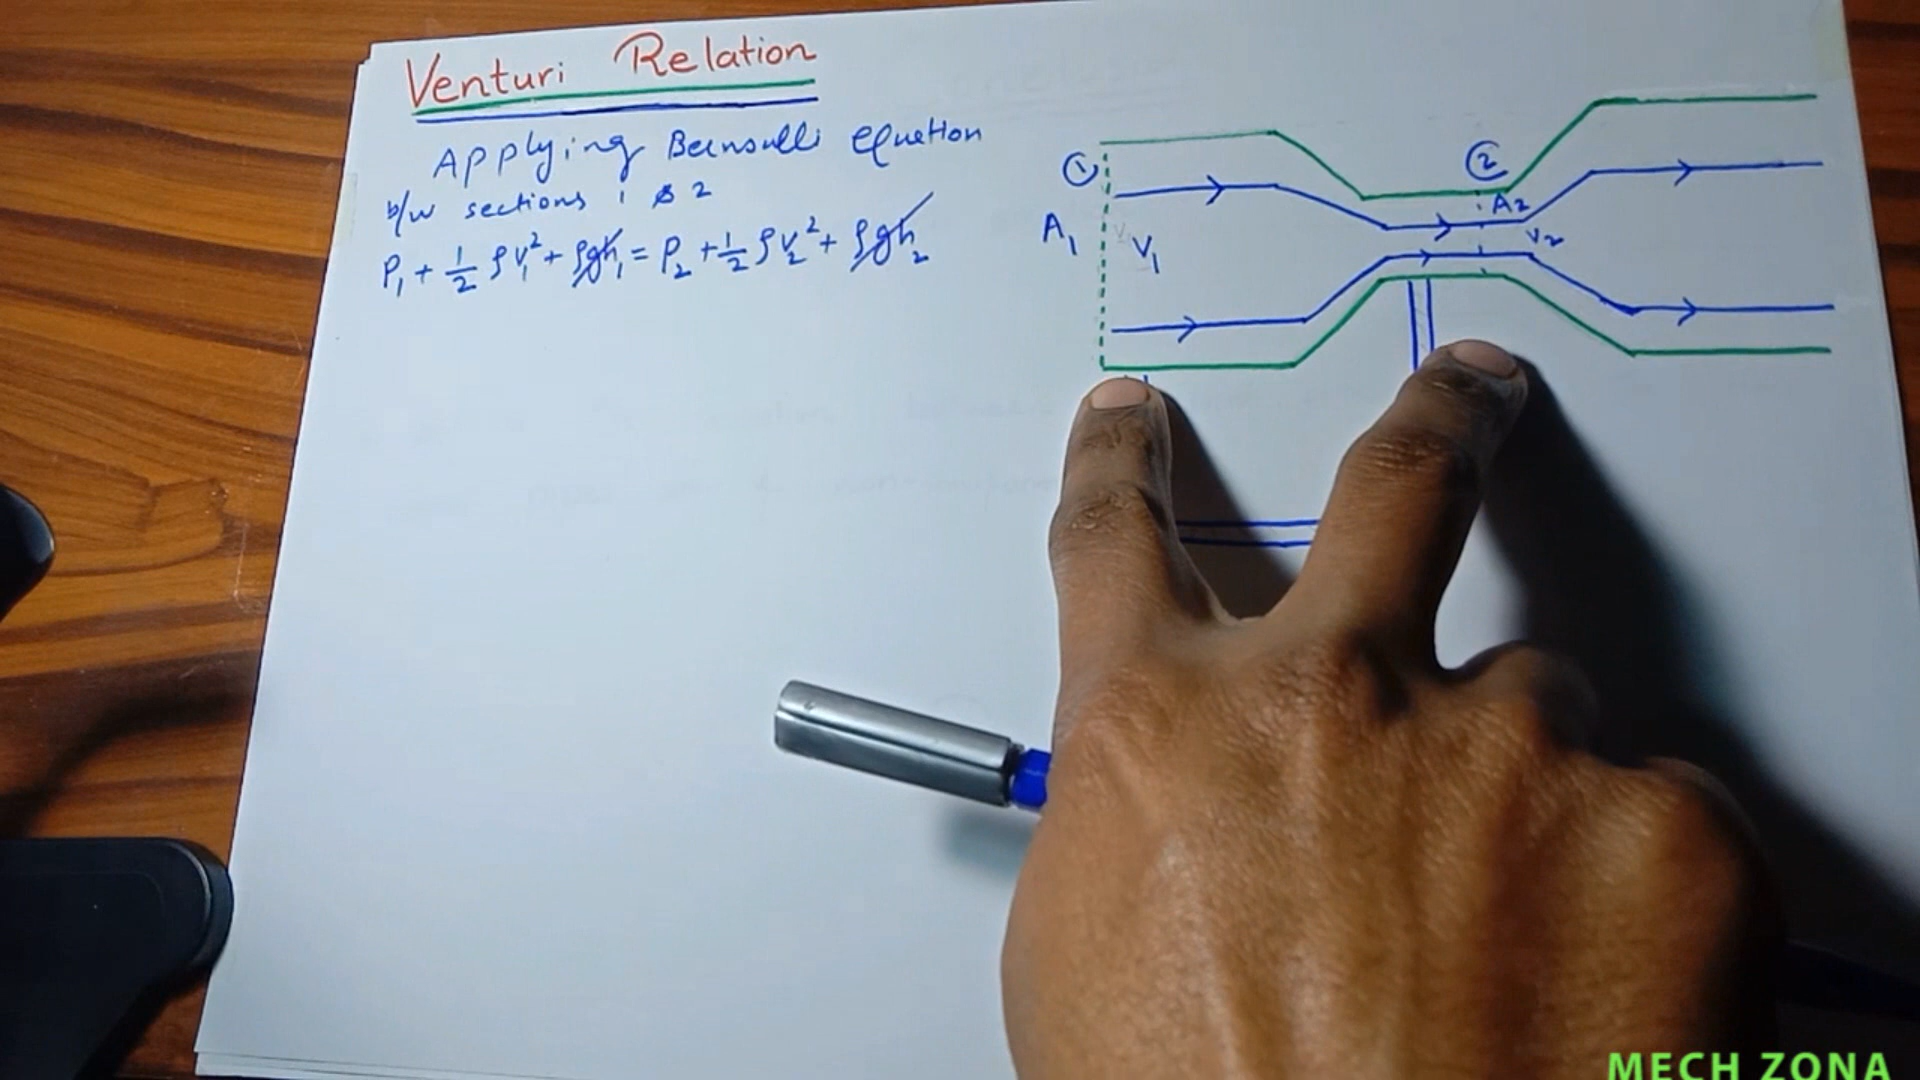 Venturi Relation
Applying Bernoulli equation
b/w sections 1 & 2
P₁ + 1/2 ρv₁² + ρgh₁ = P₂ + 1/2 ρv₂² + ρgh₂
①
A₁
V₁
②
A₂
V₂
MECH ZONA